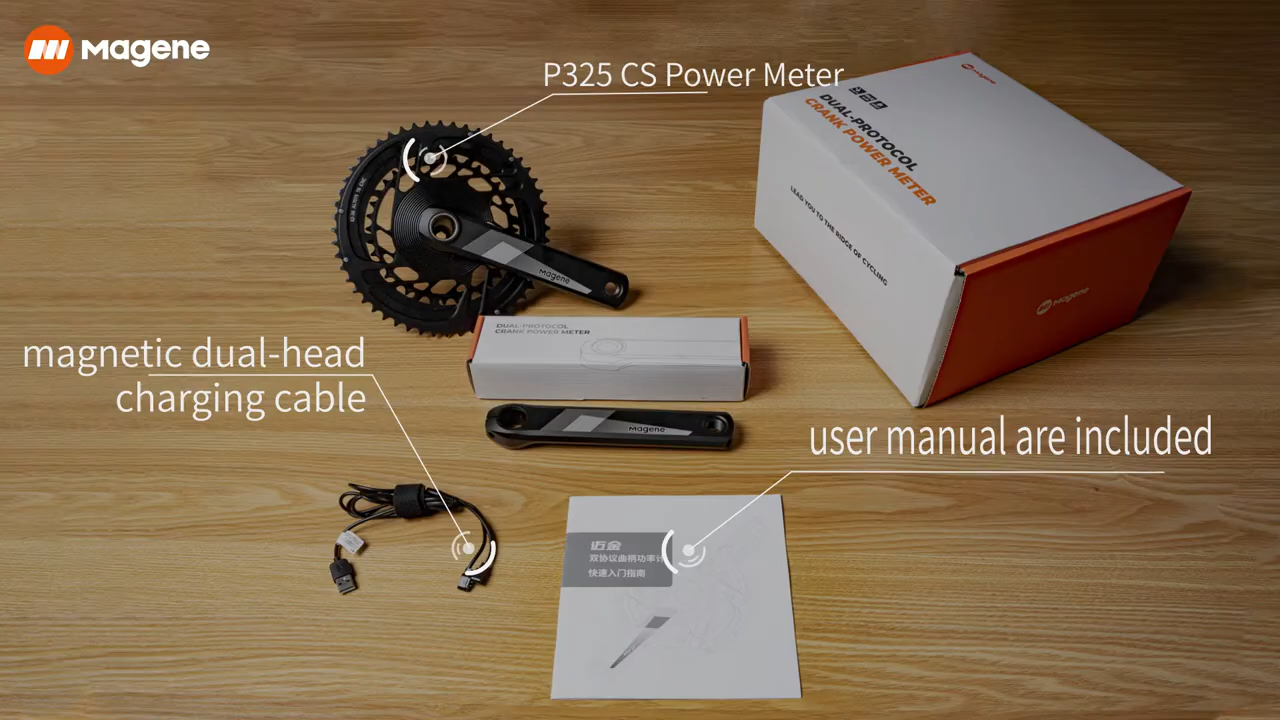 Magene
P325 CS Power Meter
Magene
DUAL-PROTOCOL
CRANK POWER METER
LEAD YOU TO THE RIDGE OF CYCLING
Magene
Magene
DUAL-PROTOCOL
CRANK POWER METER
magnetic dual-head
charging cable
Magene
user manual are included
迈金
双协议曲柄功率计
快速入门指南